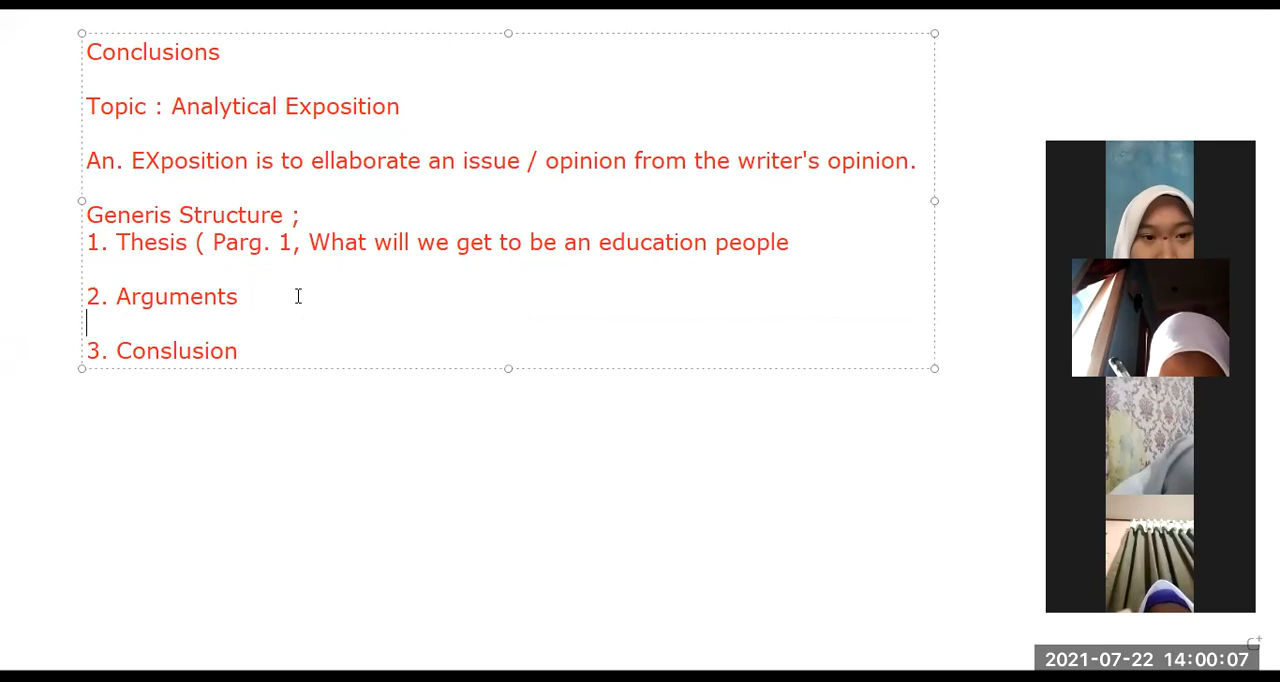 Conclusions
Topic : Analytical Exposition
An. EXposition is to ellaborate an issue / opinion from the writer's opinion.
Generis Structure ;
1. Thesis ( Parg. 1, What will we get to be an education people
2. Arguments
3. Conslusion
2021-07-22 14:00:07